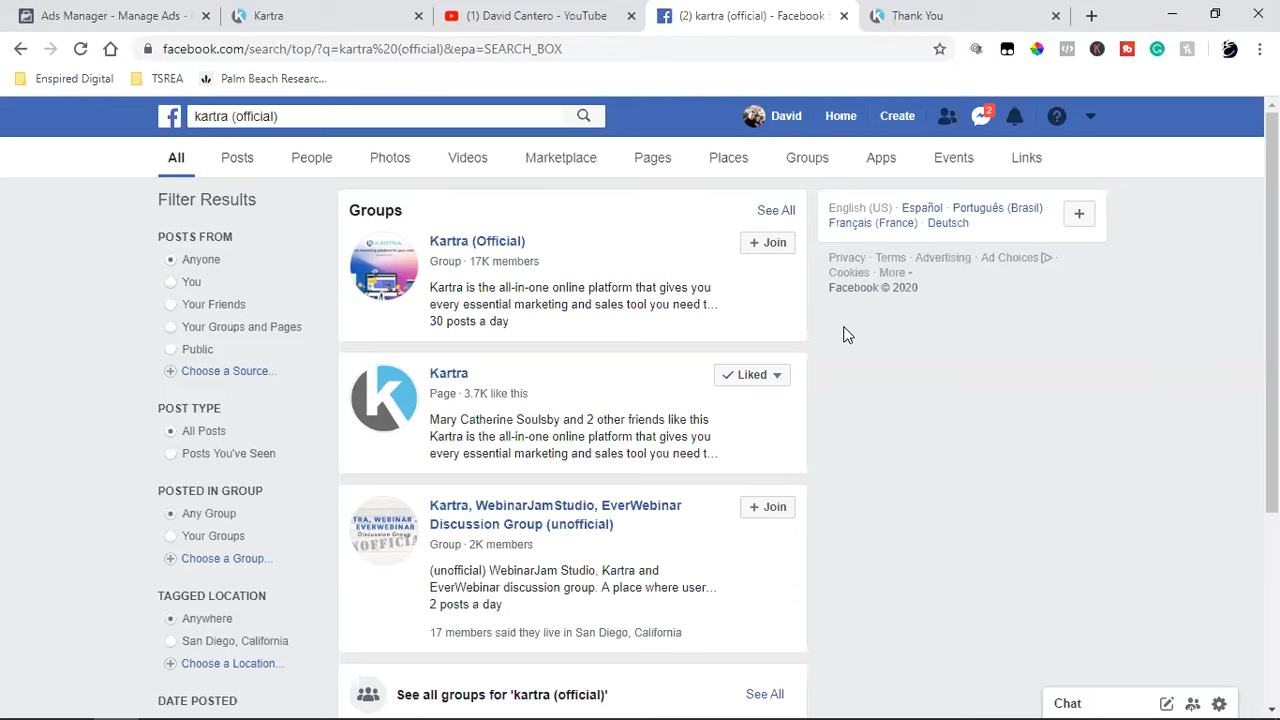 Ads Manager - Manage Ads -
Kartra
(1) David Cantero - YouTube
(2) kartra (official) - Facebook S
Thank You
facebook.com/search/top/?q=kartra%20(official)&epa=SEARCH_BOX
Enspired Digital
TSREA
Palm Beach Researc...
kartra (official)
David
Home
Create
2
All
Posts
People
Photos
Videos
Marketplace
Pages
Places
Groups
Apps
Events
Links
Filter Results
POSTS FROM
Anyone
You
Your Friends
Your Groups and Pages
Public
Choose a Source...
POST TYPE
All Posts
Posts You've Seen
POSTED IN GROUP
Any Group
Your Groups
Choose a Group...
TAGGED LOCATION
Anywhere
San Diego, California
Choose a Location...
DATE POSTED
Groups
See All
KARTRA
Kartra (Official)
Group · 17K members
Kartra is the all-in-one online platform that gives you
every essential marketing and sales tool you need t...
30 posts a day
+ Join
Kartra
Page · 3.7K like this
Mary Catherine Soulsby and 2 other friends like this
Kartra is the all-in-one online platform that gives you
every essential marketing and sales tool you need t...
Liked
Kartra, WebinarJamStudio, EverWebinar
Discussion Group (unofficial)
Group · 2K members
(unofficial) WebinarJam Studio, Kartra and
EverWebinar discussion group. A place where user...
2 posts a day
17 members said they live in San Diego, California
+ Join
See all groups for 'kartra (official)'
See All
English (US) · Español · Português (Brasil) ·
Français (France) · Deutsch
+
Privacy · Terms · Advertising · Ad Choices ·
Cookies · More
Facebook © 2020
Chat